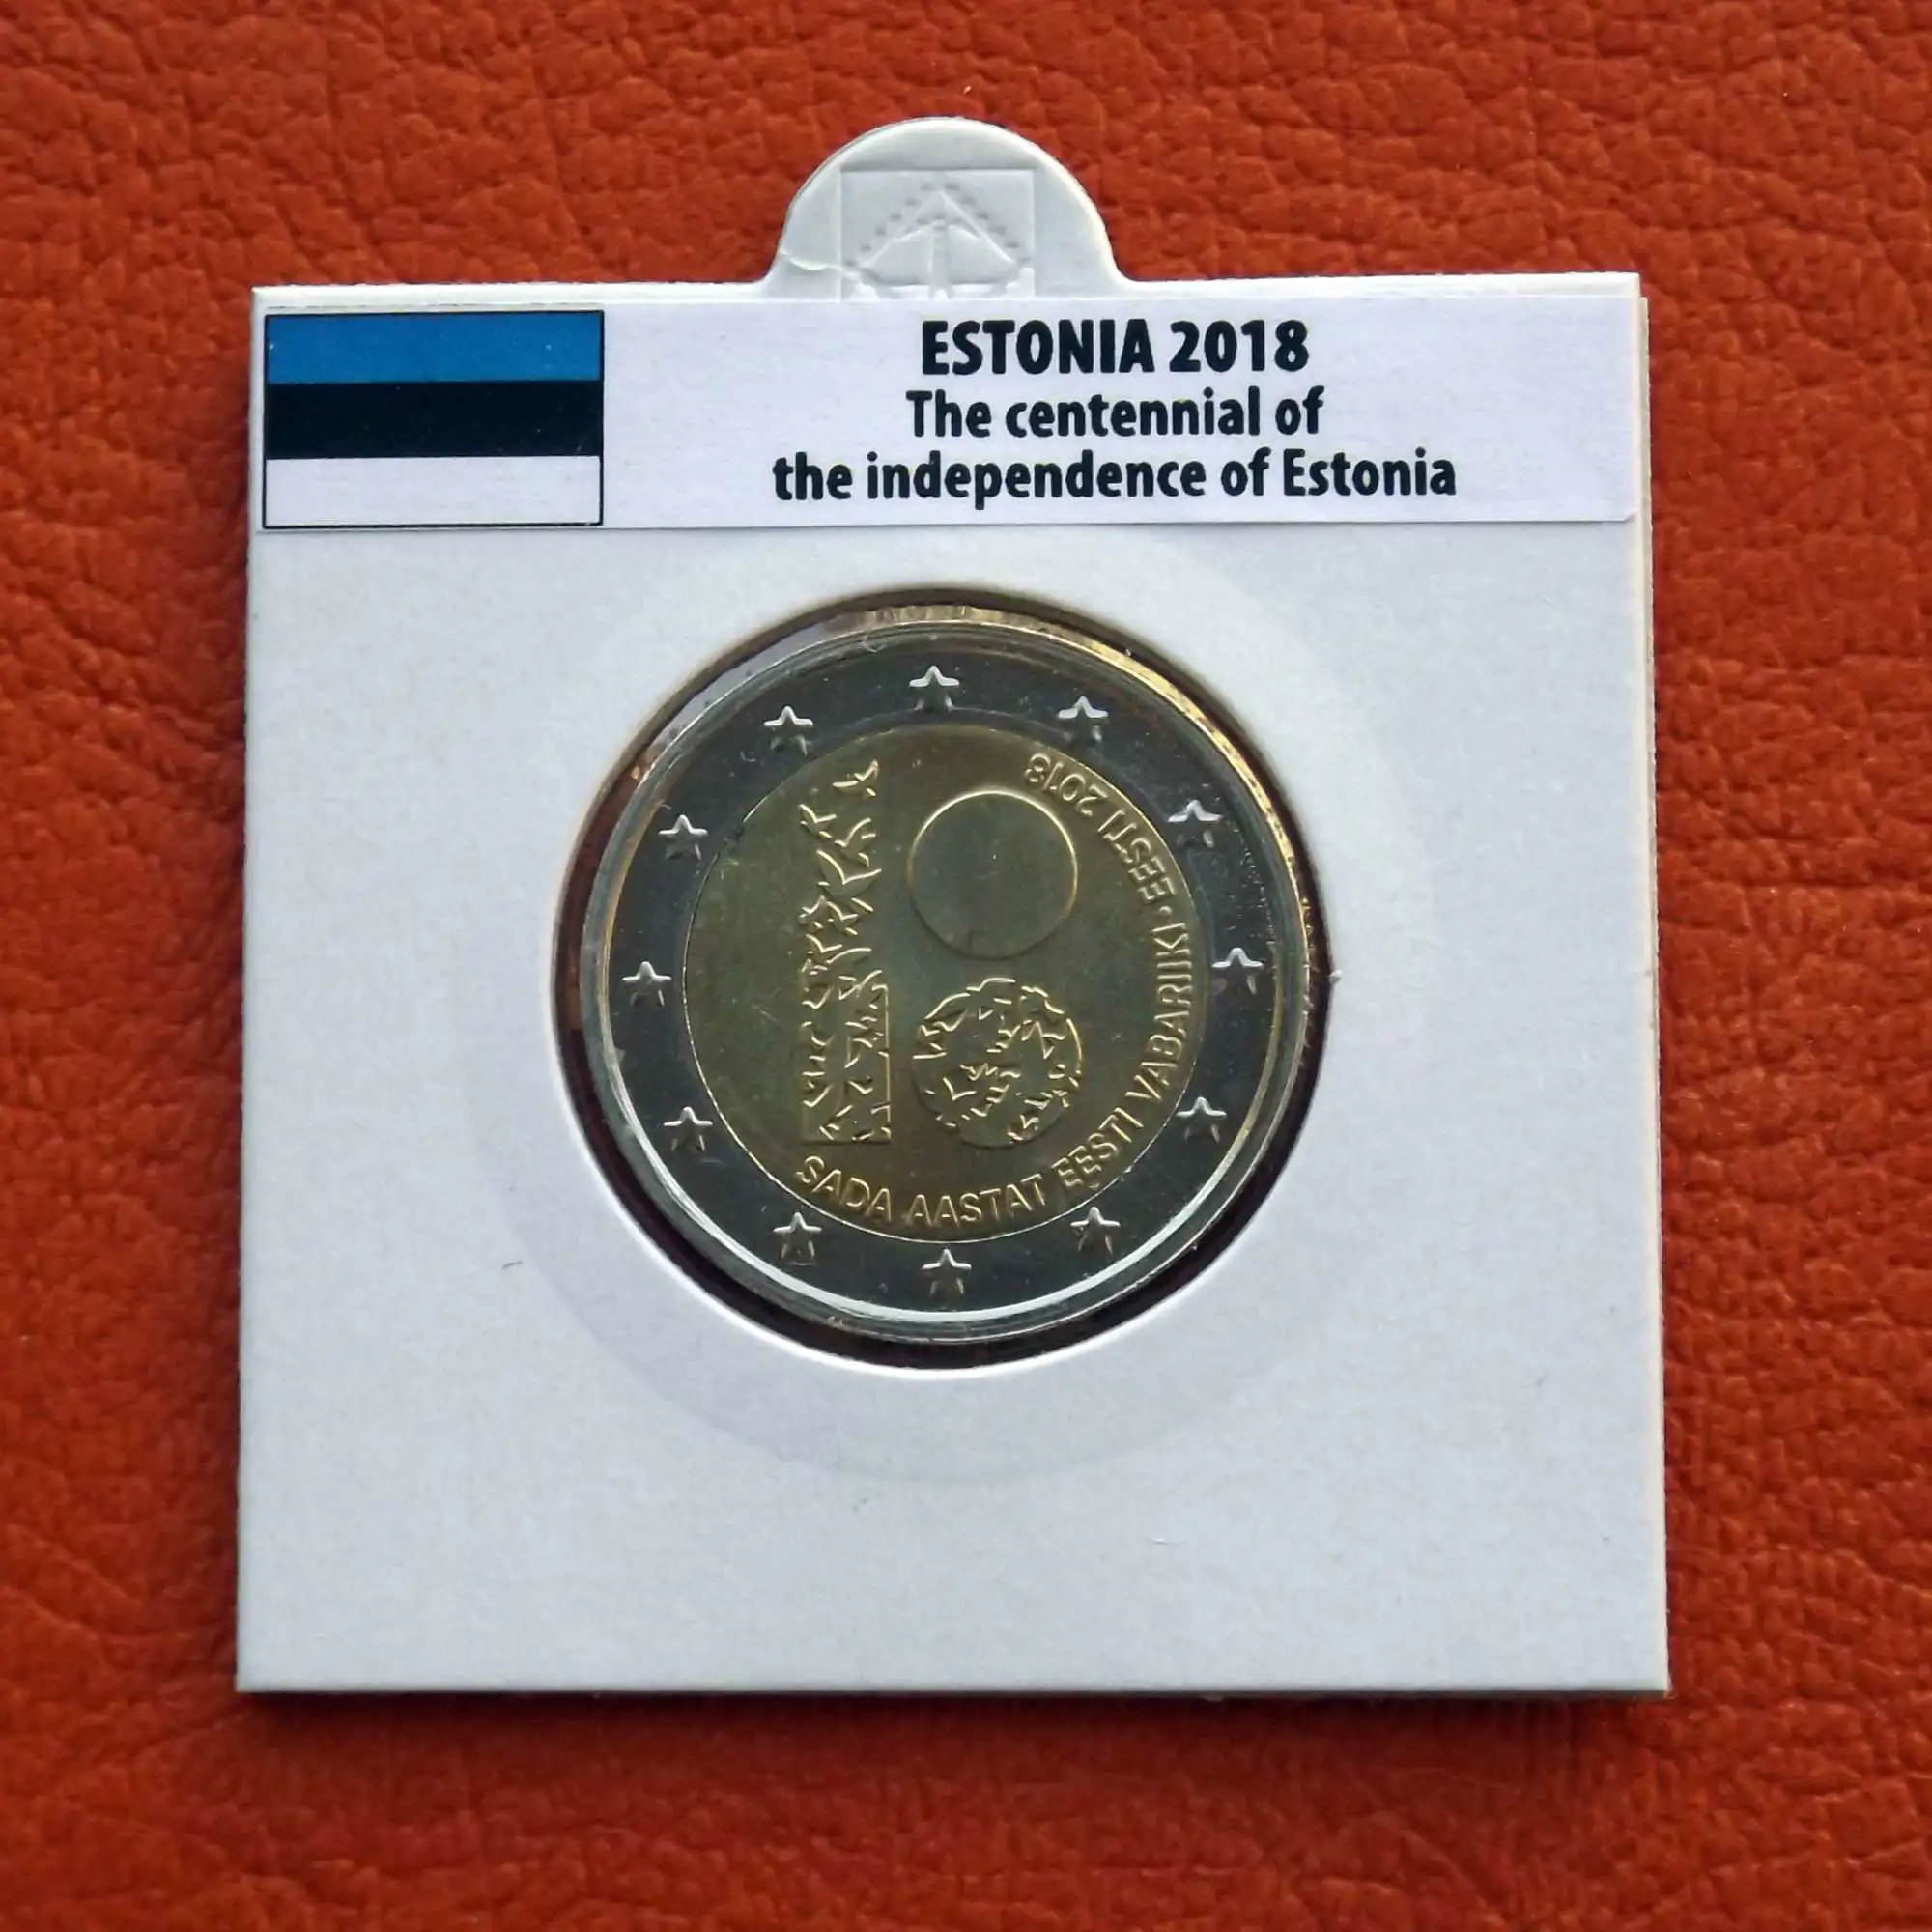 ESTONIA 2018
The centennial of
the independence of Estonia
SADA AASTAT EESTI VABARIIKI • EESTI 2018